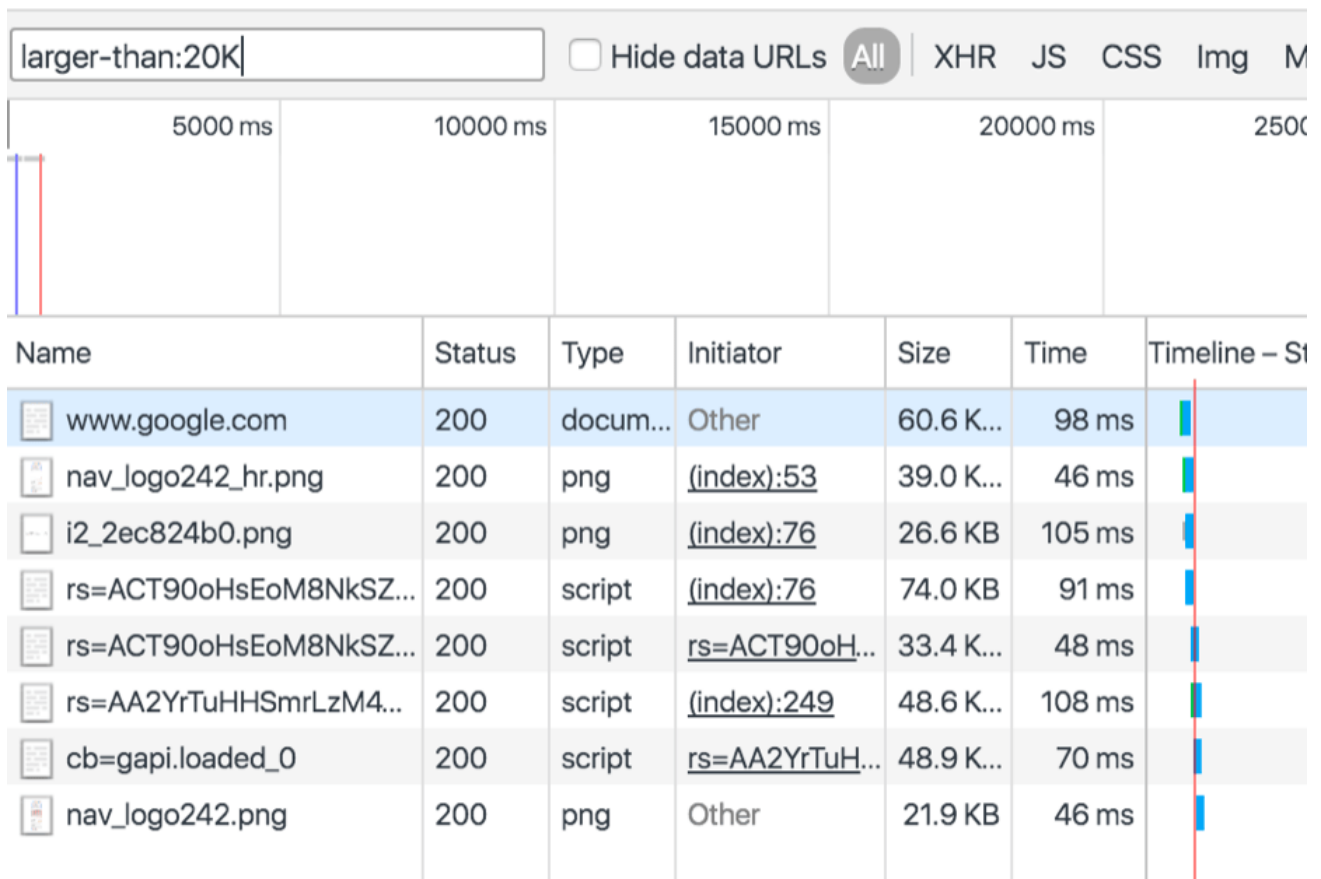 larger-than:20K Hide data URLs All XHR JS CSS Img M
5000 ms 10000 ms 15000 ms 20000 ms 2500
Name Status Type Initiator Size Time Timeline – St
www.google.com 200 docum... Other 60.6 K... 98 ms
nav_logo242_hr.png 200 png (index):53 39.0 K... 46 ms
i2_2ec824b0.png 200 png (index):76 26.6 KB 105 ms
rs=ACT90oHsEoM8NkSZ... 200 script (index):76 74.0 KB 91 ms
rs=ACT90oHsEoM8NkSZ... 200 script rs=ACT90oH... 33.4 K... 48 ms
rs=AA2YrTuHHSmrLzM4... 200 script (index):249 48.6 K... 108 ms
cb=gapi.loaded_0 200 script rs=AA2YrTuH... 48.9 K... 70 ms
nav_logo242.png 200 png Other 21.9 KB 46 ms